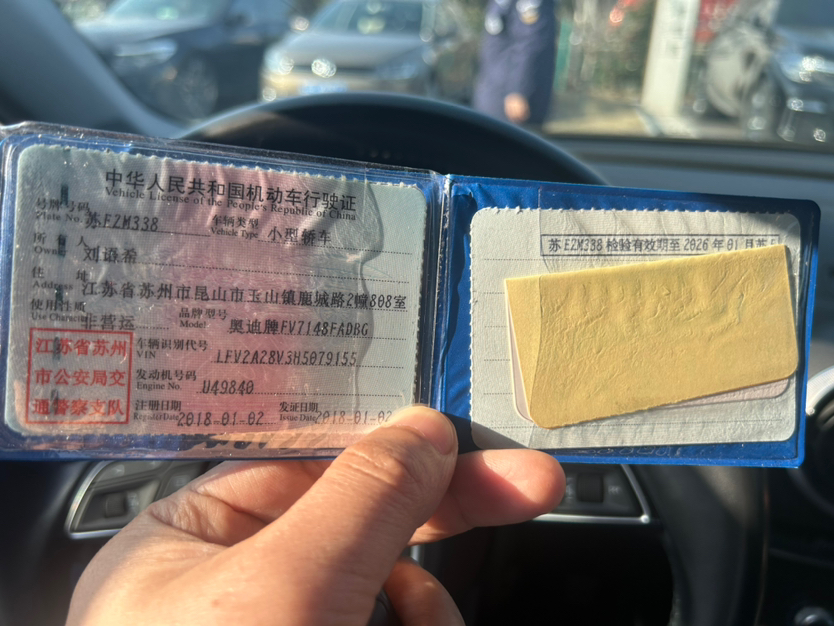 中华人民共和国机动车行驶证
Vehicle License of the People's Republic of China
号牌号码 苏FZM338 车辆类型 小型轿车
Plate No. Vehicle Type
所有人 刘谙希
Owner
住址 江苏省苏州市昆山市玉山镇鹿城路2幢808室
Address
使用性质 非营运 品牌型号 奥迪牌FV7148FADBG
Use Character Model
江苏省苏州
市公安局交
通警察支队
车辆识别代号 LFV2A28V3H5079155
VIN
发动机号码 U49840
Engine No.
注册日期 2018-01-02 发证日期 2018-01-02
Register Date Issue Date
苏FZM338 检验有效期至 2026年01月 苏F